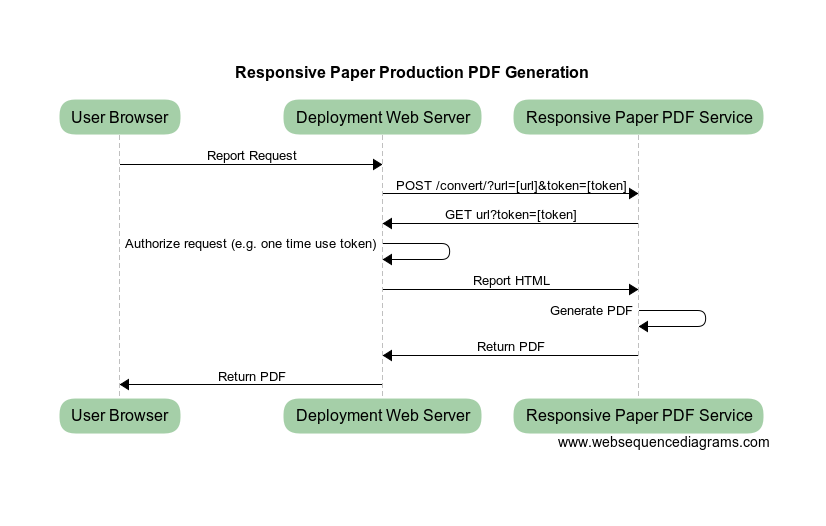 Responsive Paper Production PDF Generation
User Browser
Deployment Web Server
Responsive Paper PDF Service
Report Request
POST /convert/?url=[url]&token=[token]
GET url?token=[token]
Authorize request (e.g. one time use token)
Report HTML
Generate PDF
Return PDF
Return PDF
User Browser
Deployment Web Server
Responsive Paper PDF Service
www.websequencediagrams.com